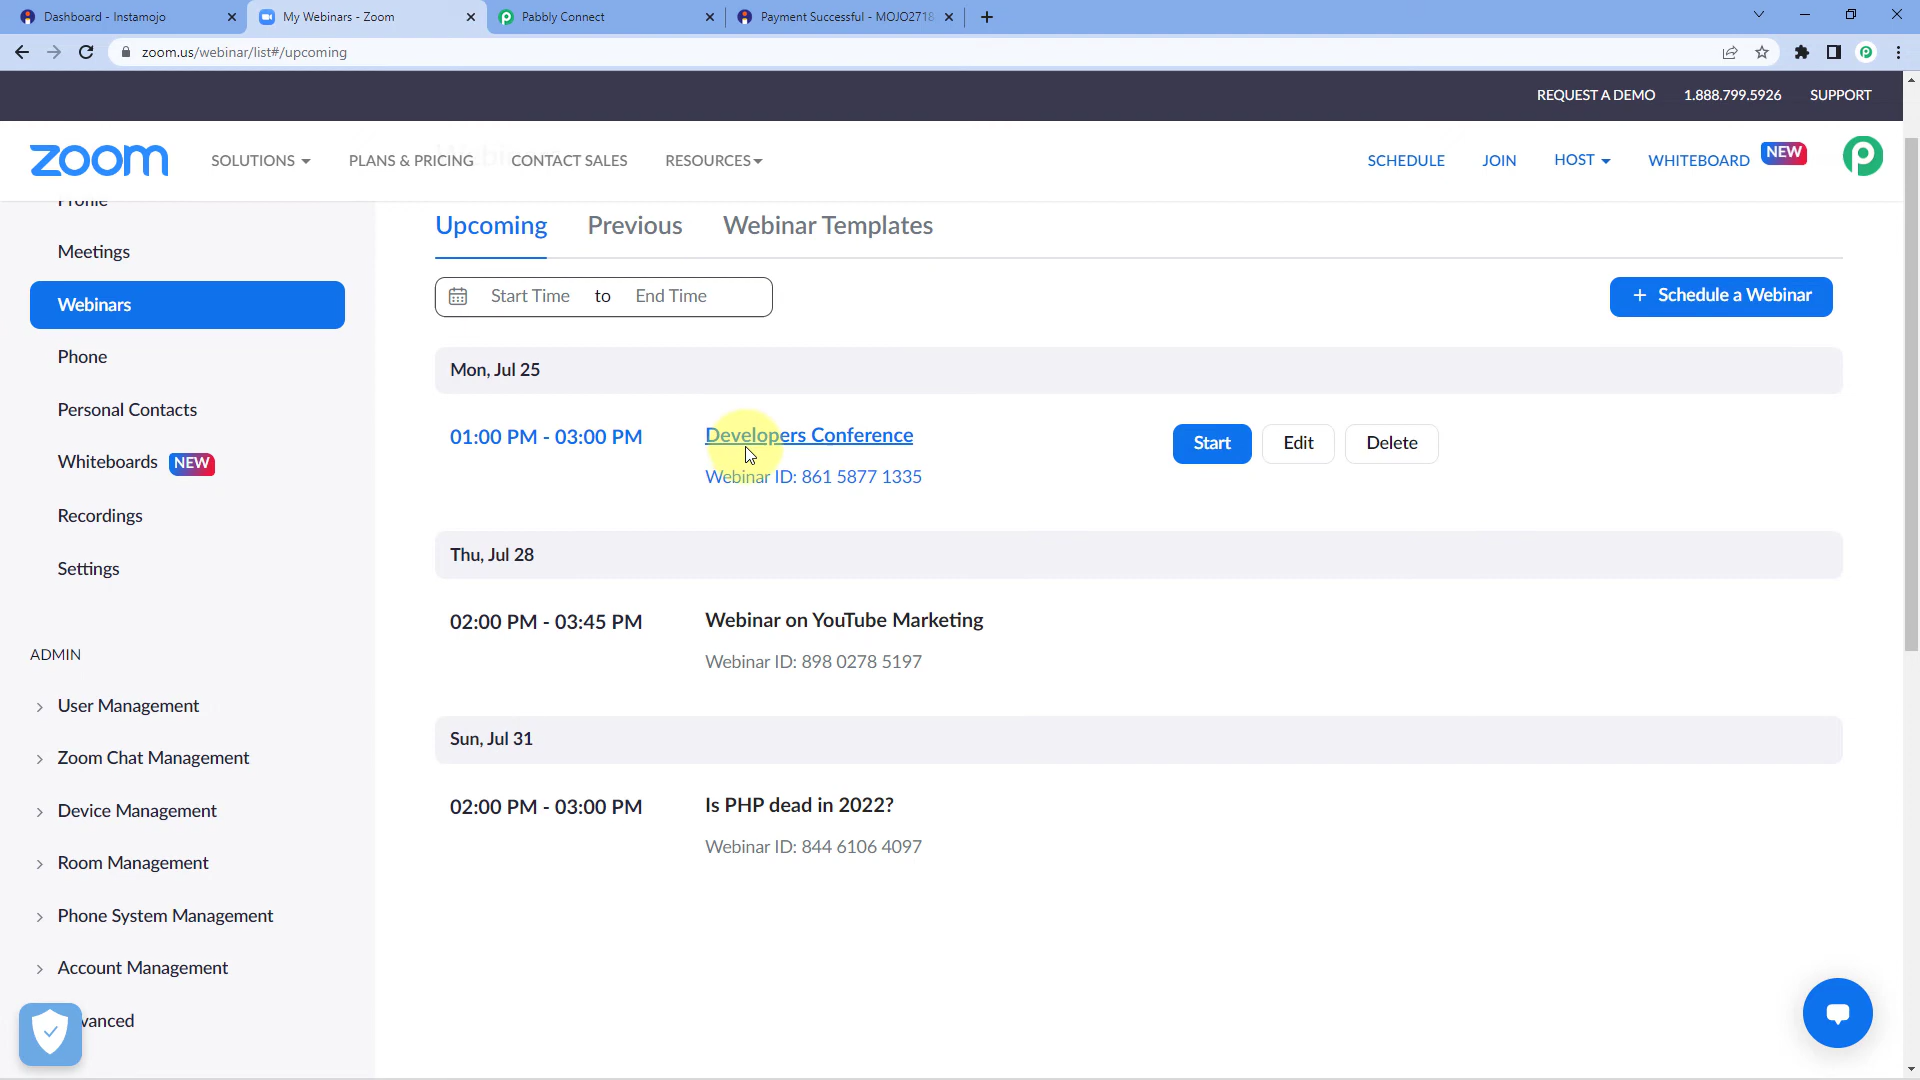 Dashboard - Instamojo
My Webinars - Zoom
Pabbly Connect
Payment Successful - MOJO2718
zoom.us/webinar/list#/upcoming
REQUEST A DEMO 1.888.799.5926 SUPPORT
zoom SOLUTIONS PLANS & PRICING CONTACT SALES RESOURCES SCHEDULE JOIN HOST WHITEBOARD NEW
Profile
Meetings
Webinars
Phone
Personal Contacts
Whiteboards NEW
Recordings
Settings
ADMIN
User Management
Zoom Chat Management
Device Management
Room Management
Phone System Management
Account Management
vanced
Upcoming Previous Webinar Templates
Start Time to End Time
+ Schedule a Webinar
Mon, Jul 25
01:00 PM - 03:00 PM Developers Conference Start Edit Delete
Webinar ID: 861 5877 1335
Thu, Jul 28
02:00 PM - 03:45 PM Webinar on YouTube Marketing
Webinar ID: 898 0278 5197
Sun, Jul 31
02:00 PM - 03:00 PM Is PHP dead in 2022?
Webinar ID: 844 6106 4097